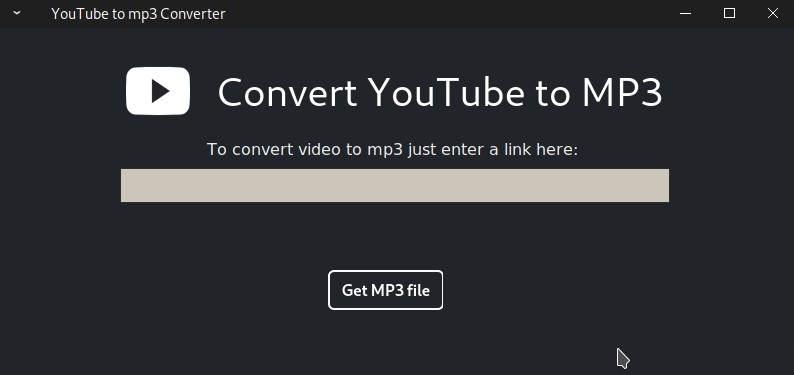 YouTube to mp3 Converter
Convert YouTube to MP3
To convert video to mp3 just enter a link here:
Get MP3 file